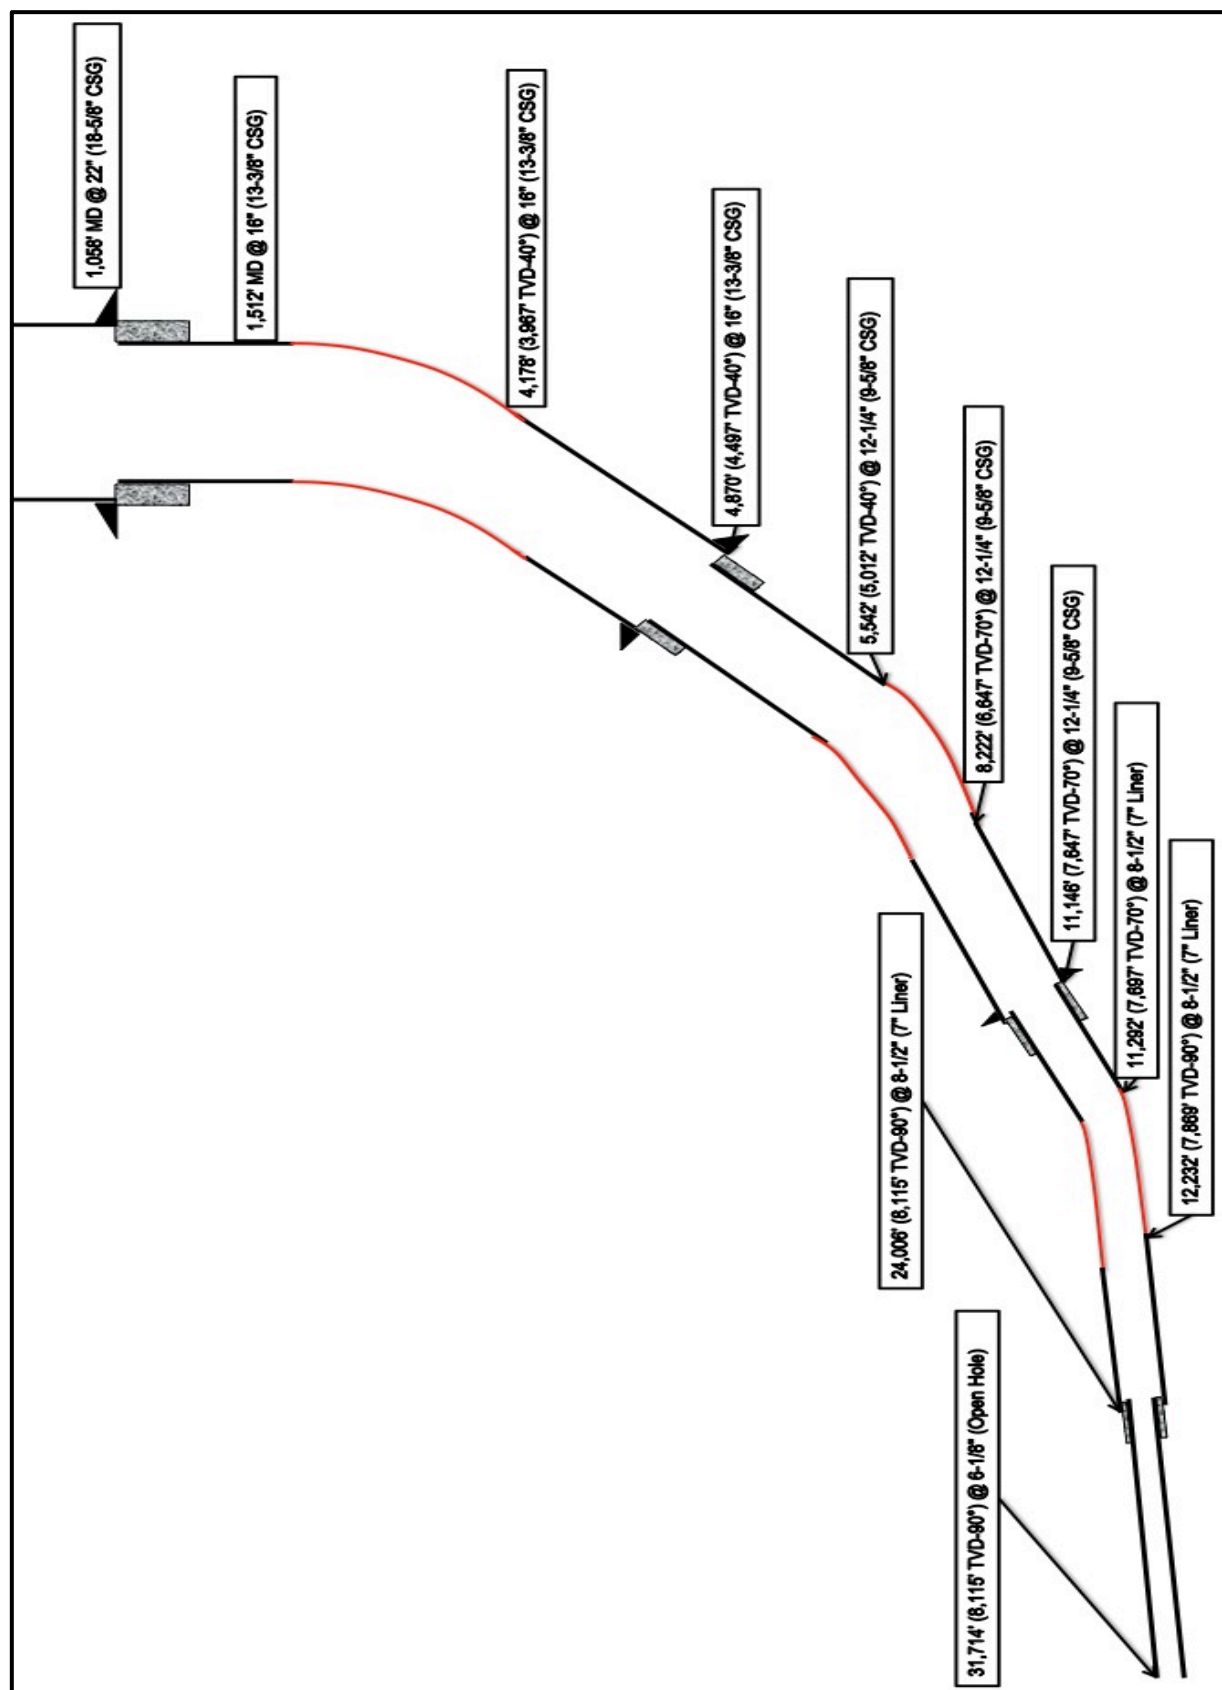 1,058' MD @ 22" (18-5/8" CSG)
1,512' MD @ 16" (13-3/8" CSG)
4,178' (3,967' TVD-40°) @ 16" (13-3/8" CSG)
4,870' (4,497' TVD-40°) @ 16" (13-3/8" CSG)
5,542' (5,012' TVD-40°) @ 12-1/4" (9-5/8" CSG)
8,222' (6,647' TVD-70°) @ 12-1/4" (9-5/8" CSG)
11,146' (7,647' TVD-70°) @ 12-1/4" (9-5/8" CSG)
11,292' (7,697' TVD-70°) @ 8-1/2" (7" Liner)
12,232' (7,869' TVD-90°) @ 8-1/2" (7" Liner)
24,006' (8,115' TVD-90°) @ 8-1/2" (7" Liner)
31,714' (8,115' TVD-90°) @ 6-1/8" (Open Hole)